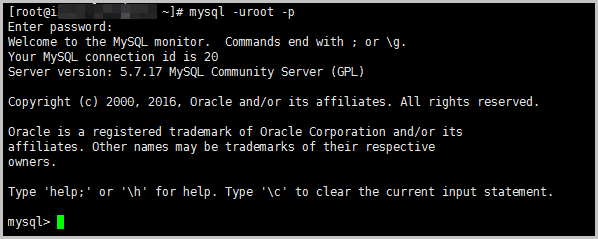 [root@i ~]# mysql -uroot -p
Enter password:
Welcome to the MySQL monitor.  Commands end with ; or \g.
Your MySQL connection id is 20
Server version: 5.7.17 MySQL Community Server (GPL)
Copyright (c) 2000, 2016, Oracle and/or its affiliates. All rights reserved.
Oracle is a registered trademark of Oracle Corporation and/or its
affiliates. Other names may be trademarks of their respective
owners.
Type 'help;' or '\h' for help. Type '\c' to clear the current input statement.
mysql>